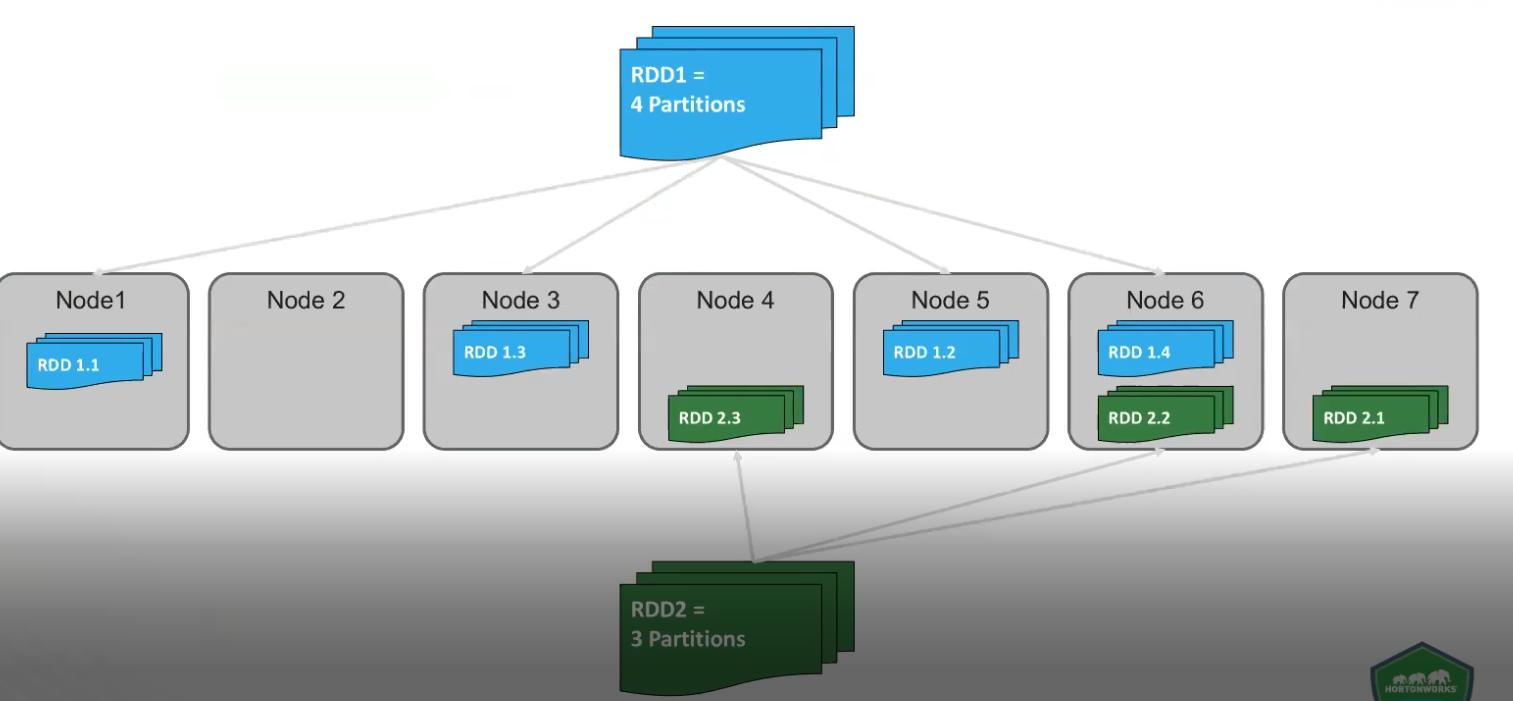 RDD1 =
4 Partitions
Node1
Node 2
Node 3
Node 4
Node 5
Node 6
Node 7
RDD 1.1
RDD 1.3
RDD 1.2
RDD 1.4
RDD 2.3
RDD 2.2
RDD 2.1
RDD2 =
3 Partitions
HORTONWORKS